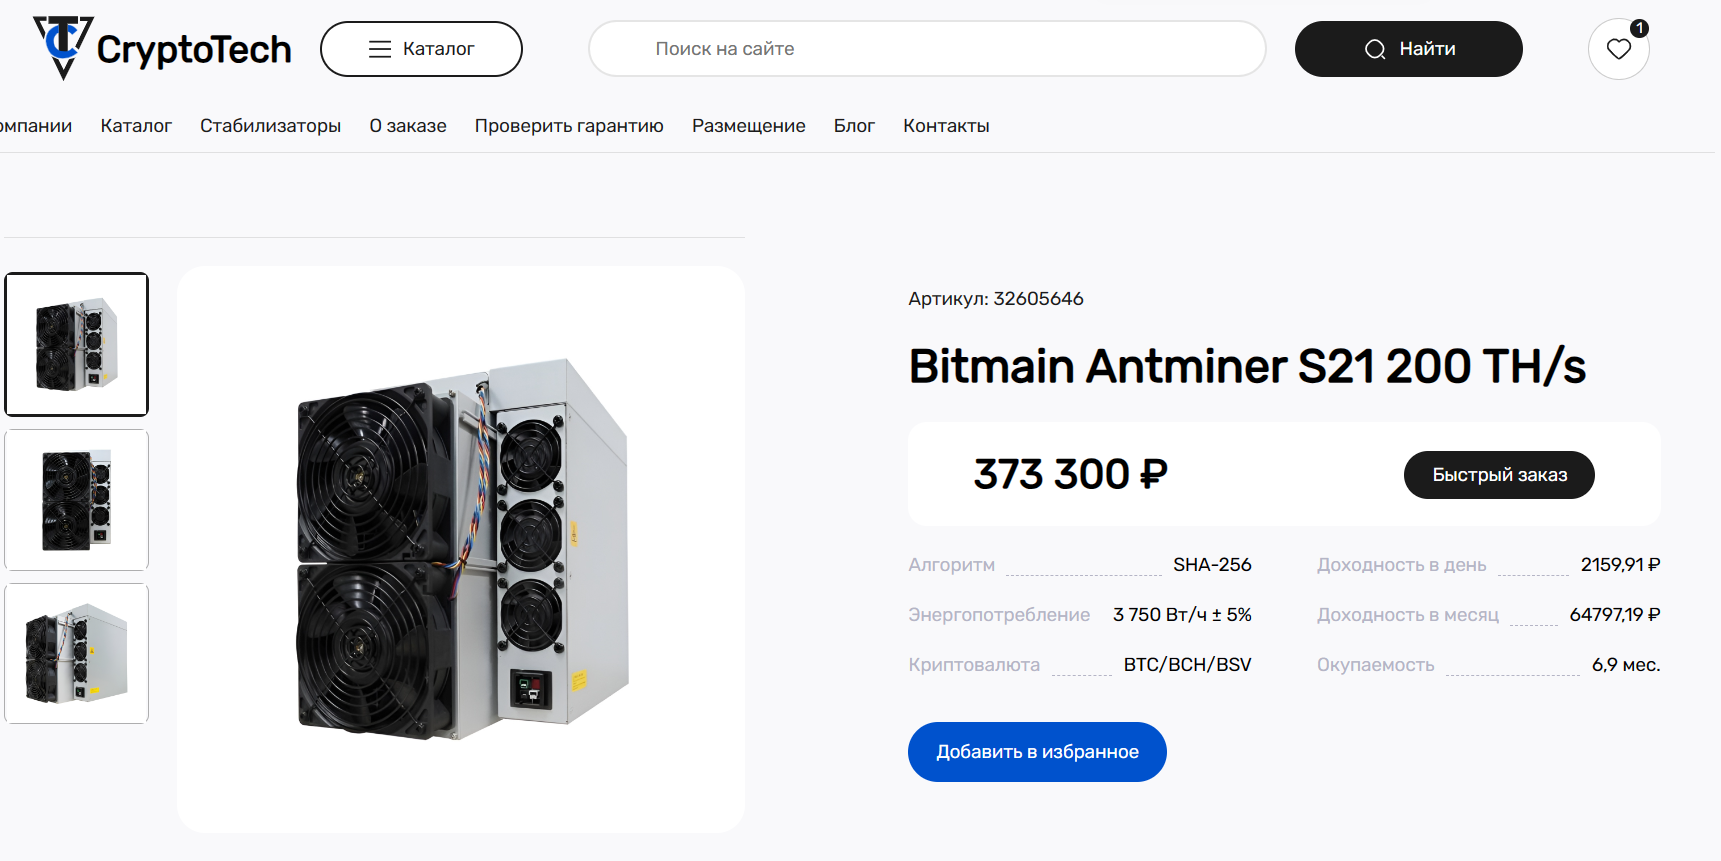 CryptoTech
Каталог
Поиск на сайте
Найти
1
омпании
Каталог
Стабилизаторы
О заказе
Проверить гарантию
Размещение
Блог
Контакты
Артикул: 32605646
Bitmain Antminer S21 200 TH/s
373 300 ₽
Быстрый заказ
Алгоритм SHA-256
Энергопотребление 3 750 Вт/ч ± 5%
Криптовалюта BTC/BCH/BSV
Доходность в день 2159,91 ₽
Доходность в месяц 64797,19 ₽
Окупаемость 6,9 мес.
Добавить в избранное